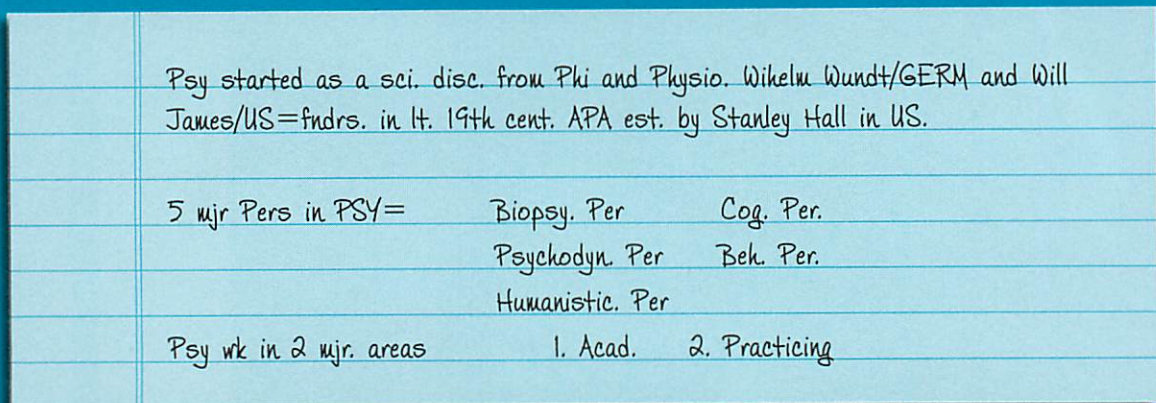 Psy started as a sci. disc. from Phi and Physio. Wihelm Wundt/GERM and Will
James/US=fndrs. in lt. 19th cent. APA est. by Stanley Hall in US.
5 mjr Pers in PSY= Biopsy. Per Cog. Per.
Psychodyn. Per Beh. Per.
Humanistic. Per
Psy wk in 2 mjr. areas 1. Acad. 2. Practicing